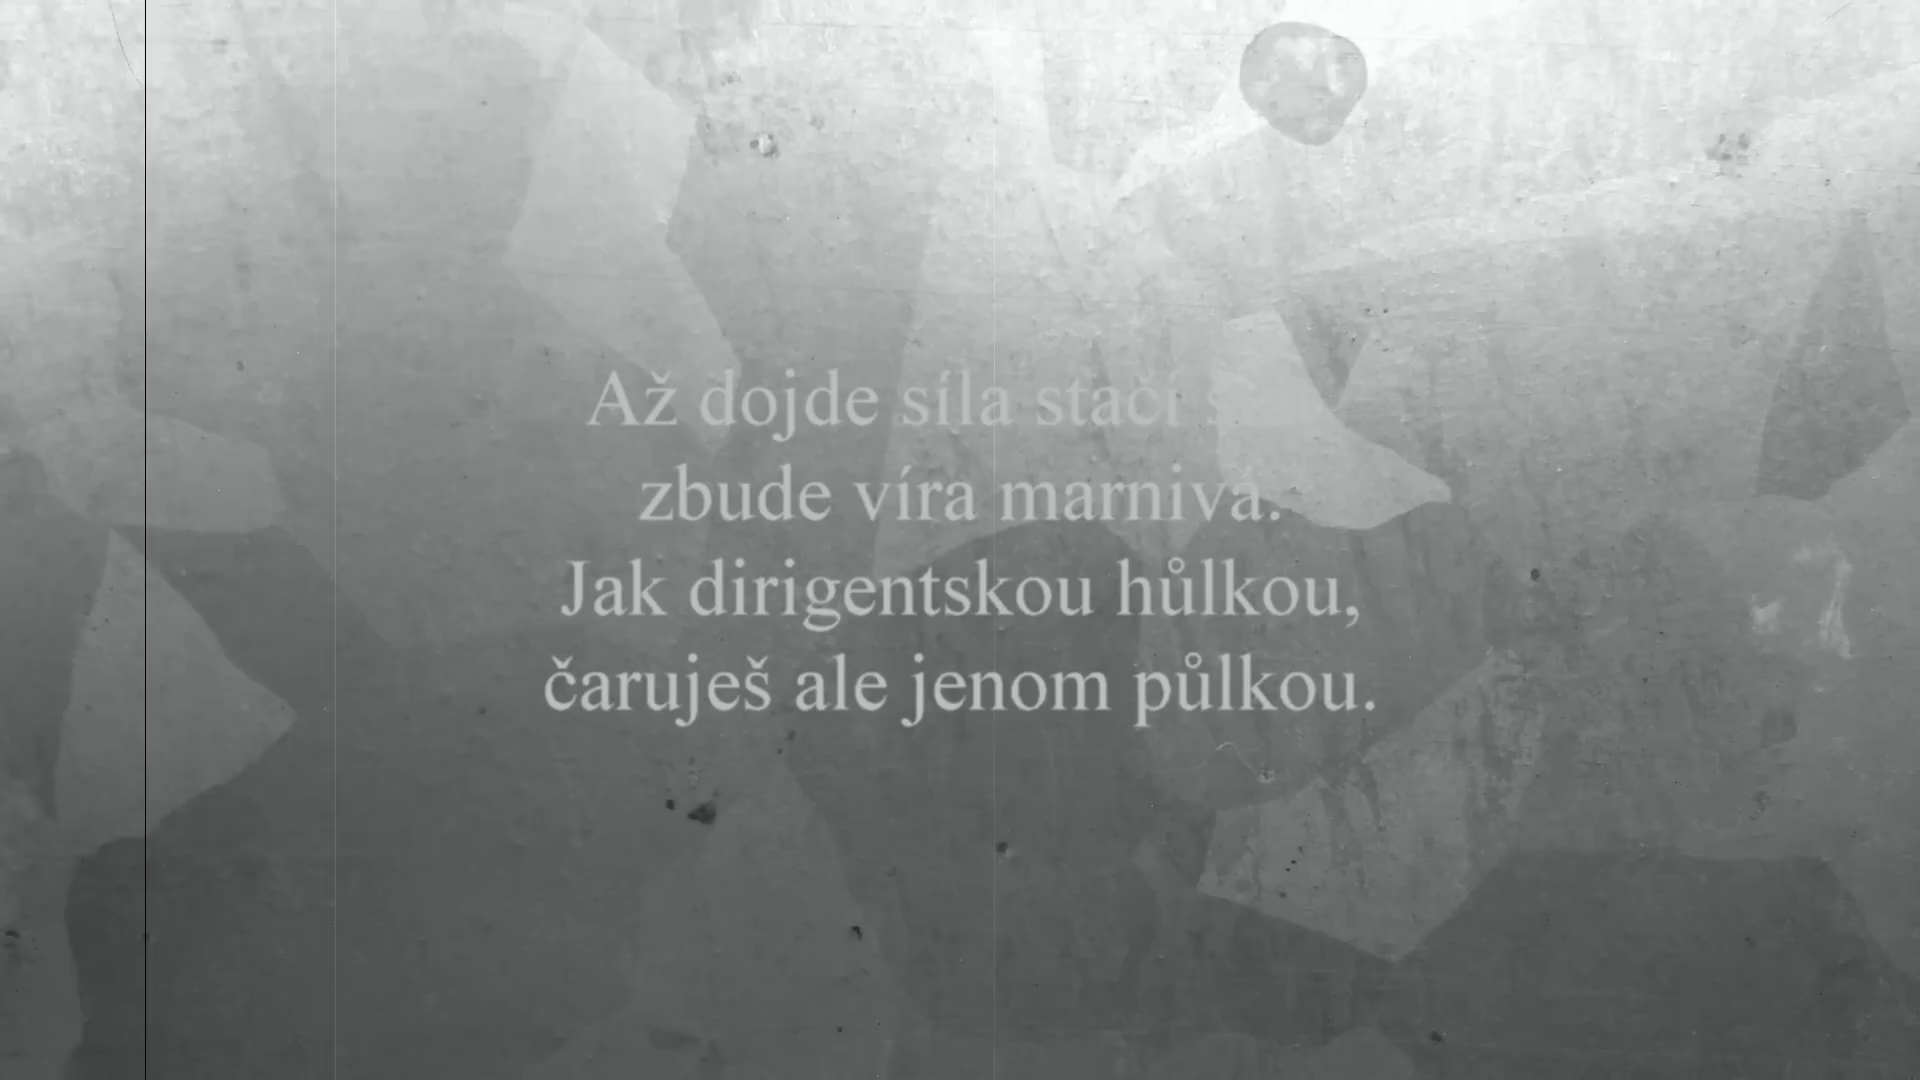 Až dojde síla stačí
zbude víra marnivá.
Jak dirigentskou hůlkou,
čaruješ ale jenom půlkou.